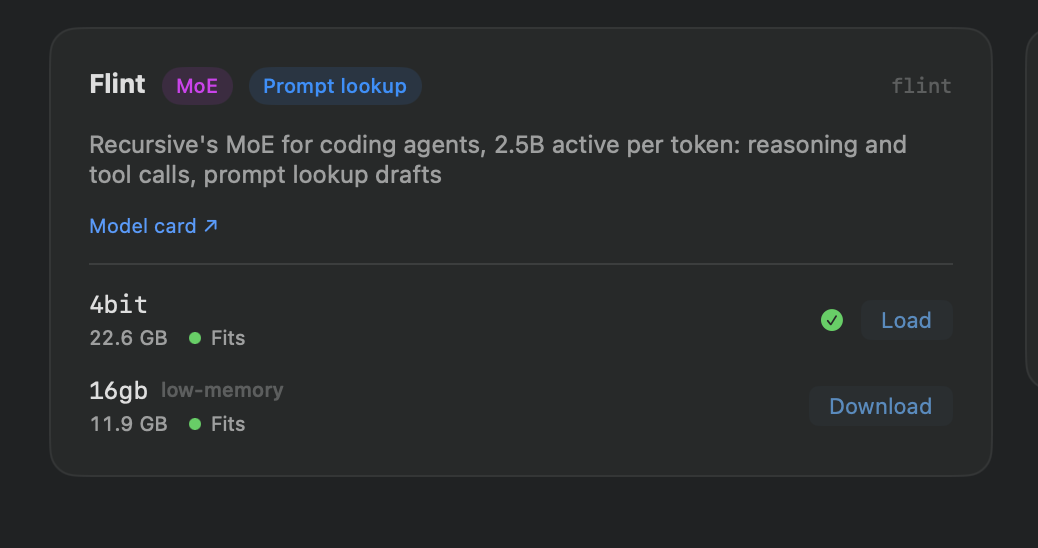 Flint MoE Prompt lookup flint
Recursive's MoE for coding agents, 2.5B active per token: reasoning and
tool calls, prompt lookup drafts
Model card ↗
4bit
22.6 GB Fits
Load
16gb low-memory
11.9 GB Fits
Download